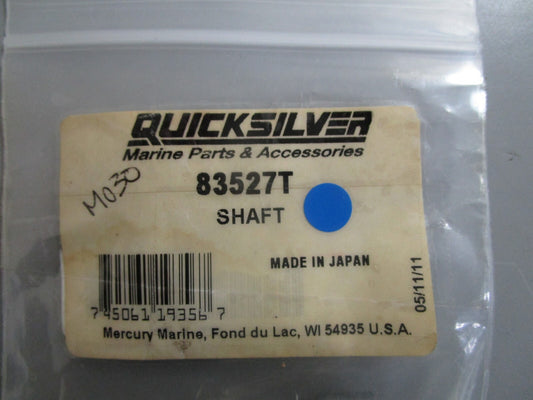 QUICKSILVER
Marine Parts & Accessories
83527T
M030
SHAFT
MADE IN JAPAN
05/11/11
7 45061 19356 7
Mercury Marine, Fond du Lac, WI 54935 U.S.A.